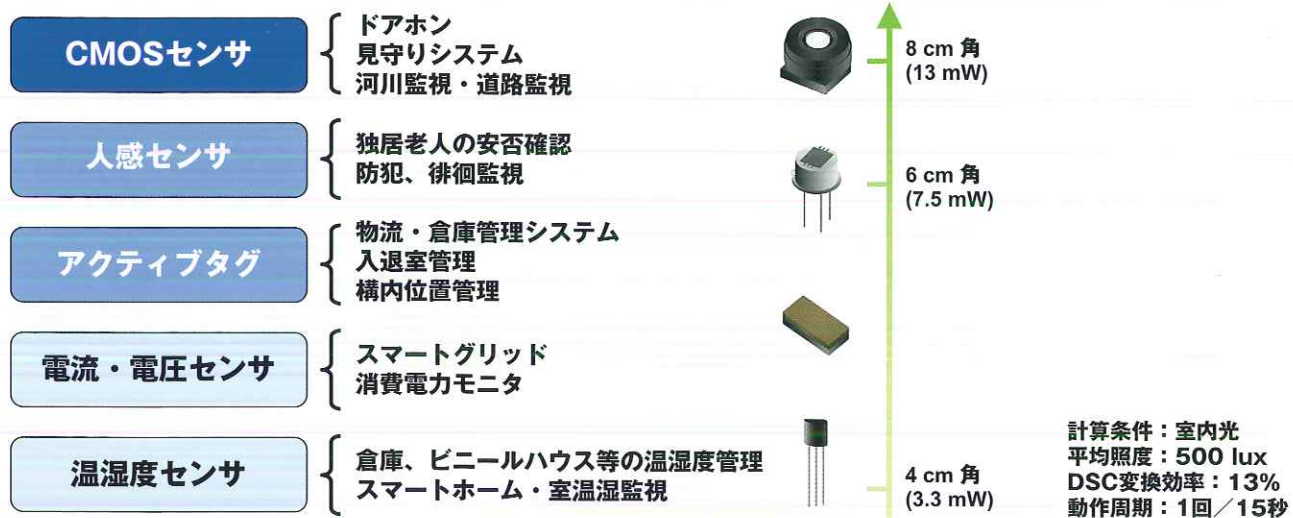 CMOSセンサ
ドアホン
見守りシステム
河川監視・道路監視
8 cm 角
(13 mW)
人感センサ
独居老人の安否確認
防犯、徘徊監視
6 cm 角
(7.5 mW)
アクティブタグ
物流・倉庫管理システム
入退室管理
構内位置管理
電流・電圧センサ
スマートグリッド
消費電力モニタ
温湿度センサ
倉庫、ビニールハウス等の温湿度管理
スマートホーム・室温湿監視
4 cm 角
(3.3 mW)
計算条件：室内光
平均照度：500 lux
DSC変換効率：13%
動作周期：1回／15秒